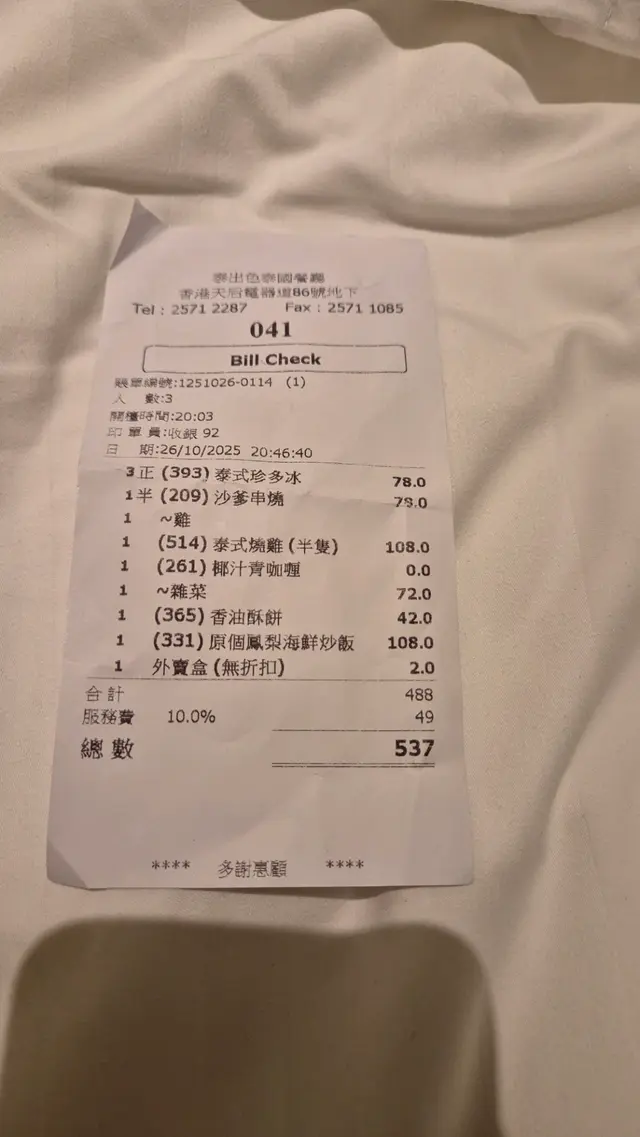 泰出色泰國餐廳
香港天后電器道86號地下
Tel : 2571 2287 Fax : 2571 1085
041
Bill Check
賬單編號:1251026-0114 (1)
人 數:3
開檯時間:20:03
印單員:收銀 92
日 期:26/10/2025 20:46:40
3 正 (393) 泰式珍多冰 78.0
1 半 (209) 沙爹串燒 78.0
1 ~雞
1 (514) 泰式燒雞 (半隻) 108.0
1 (261) 椰汁青咖喱 0.0
1 ~雜菜 72.0
1 (365) 香油酥餅 42.0
1 (331) 原個鳳梨海鮮炒飯 108.0
1 外賣盒 (無折扣) 2.0
合計 488
服務費 10.0% 49
總數 537
**** 多謝惠顧 ****